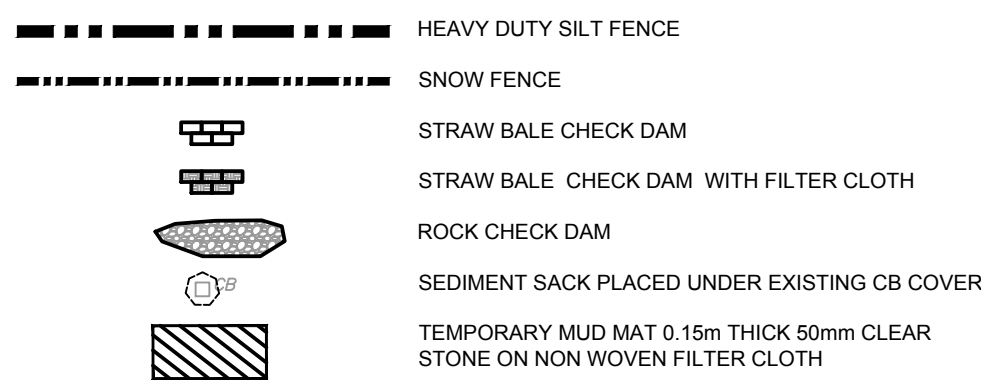 HEAVY DUTY SILT FENCE
SNOW FENCE
STRAW BALE CHECK DAM
STRAW BALE CHECK DAM WITH FILTER CLOTH
ROCK CHECK DAM
CB SEDIMENT SACK PLACED UNDER EXISTING CB COVER
TEMPORARY MUD MAT 0.15m THICK 50mm CLEAR
STONE ON NON WOVEN FILTER CLOTH